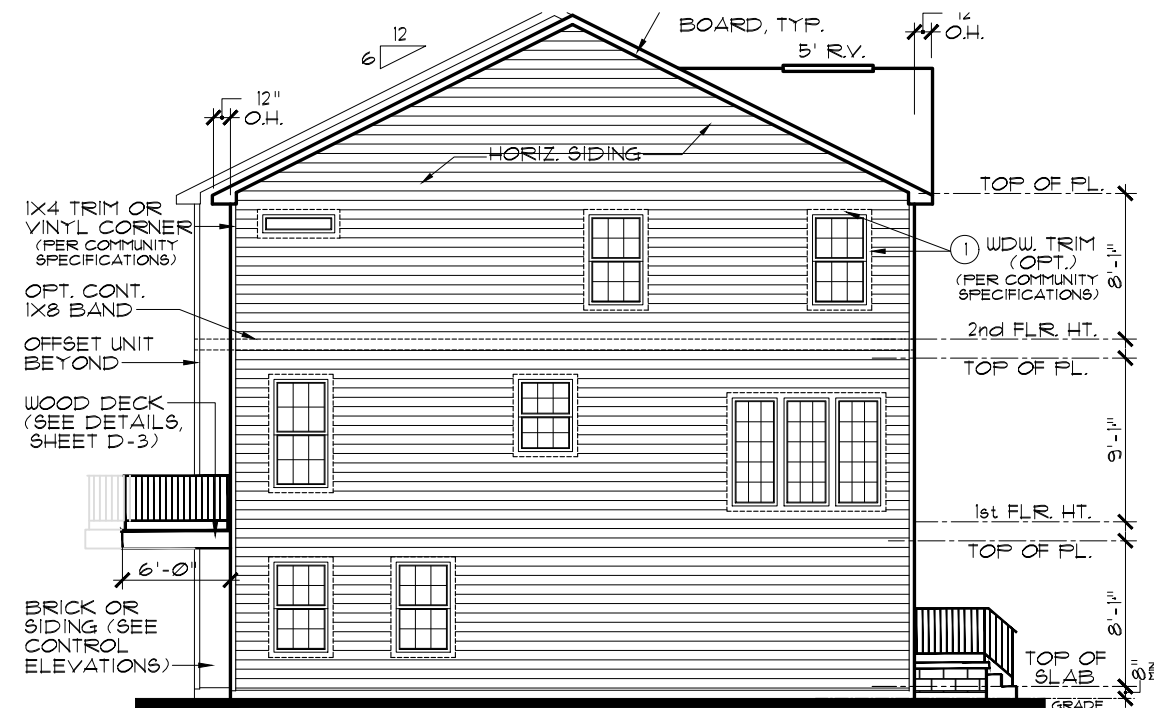 12
6
BOARD, TYP.
5' R.V.
12
O.H.
12"
O.H.
HORIZ. SIDING
TOP OF PL.
1X4 TRIM OR
VINYL CORNER
(PER COMMUNITY
SPECIFICATIONS)
1
WDW. TRIM
(OPT.)
(PER COMMUNITY
SPECIFICATIONS)
8'-1"
OPT. CONT.
1X8 BAND
2nd FLR. HT.
OFFSET UNIT
BEYOND
TOP OF PL.
WOOD DECK
(SEE DETAILS,
SHEET D-3)
9'-1"
1st FLR. HT.
TOP OF PL.
6'-0"
BRICK OR
SIDING (SEE
CONTROL
ELEVATIONS)
8'-1"
TOP OF
SLAB
8"
GRADE